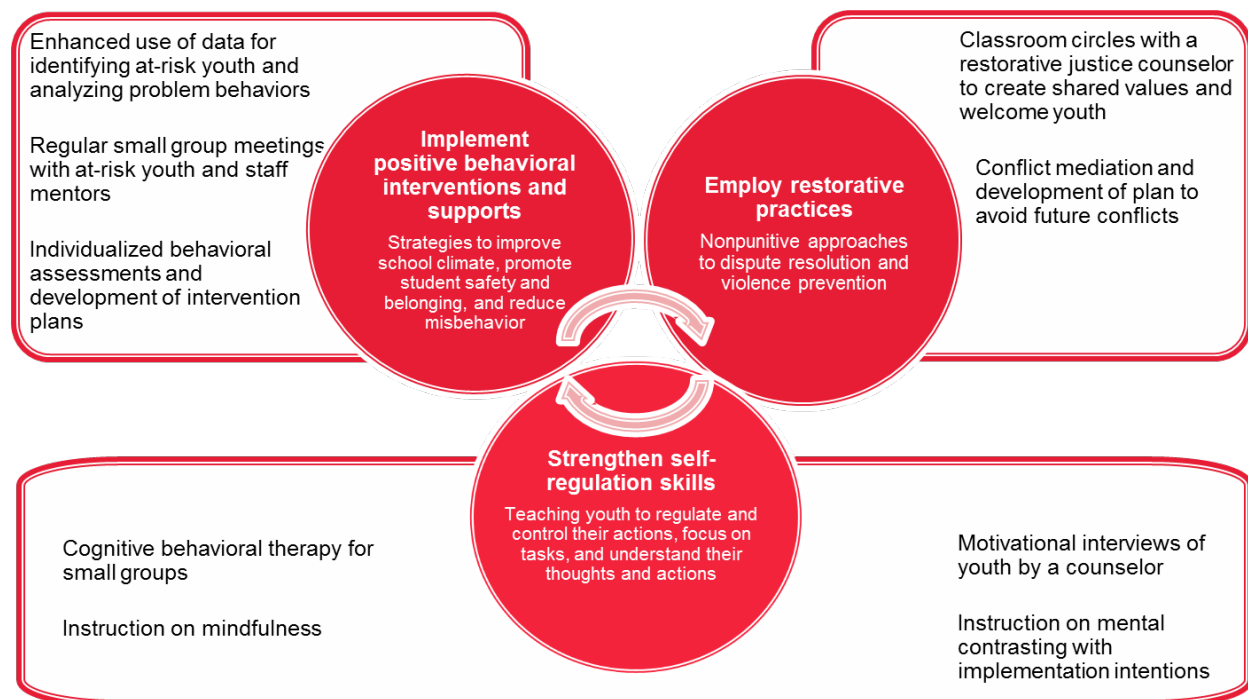 Enhanced use of data for
identifying at-risk youth and
analyzing problem behaviors
Regular small group meetings
with at-risk youth and staff
mentors
Individualized behavioral
assessments and
development of intervention
plans
Implement
positive behavioral
interventions and
supports
Strategies to improve
school climate, promote
student safety and
belonging, and reduce
misbehavior
Employ restorative
practices
Nonpunitive approaches
to dispute resolution and
violence prevention
Classroom circles with a
restorative justice counselor
to create shared values and
welcome youth
Conflict mediation and
development of plan to
avoid future conflicts
Strengthen self-
regulation skills
Teaching youth to regulate and
control their actions, focus on
tasks, and understand their
thoughts and actions
Cognitive behavioral therapy for
small groups
Instruction on mindfulness
Motivational interviews of
youth by a counselor
Instruction on mental
contrasting with
implementation intentions